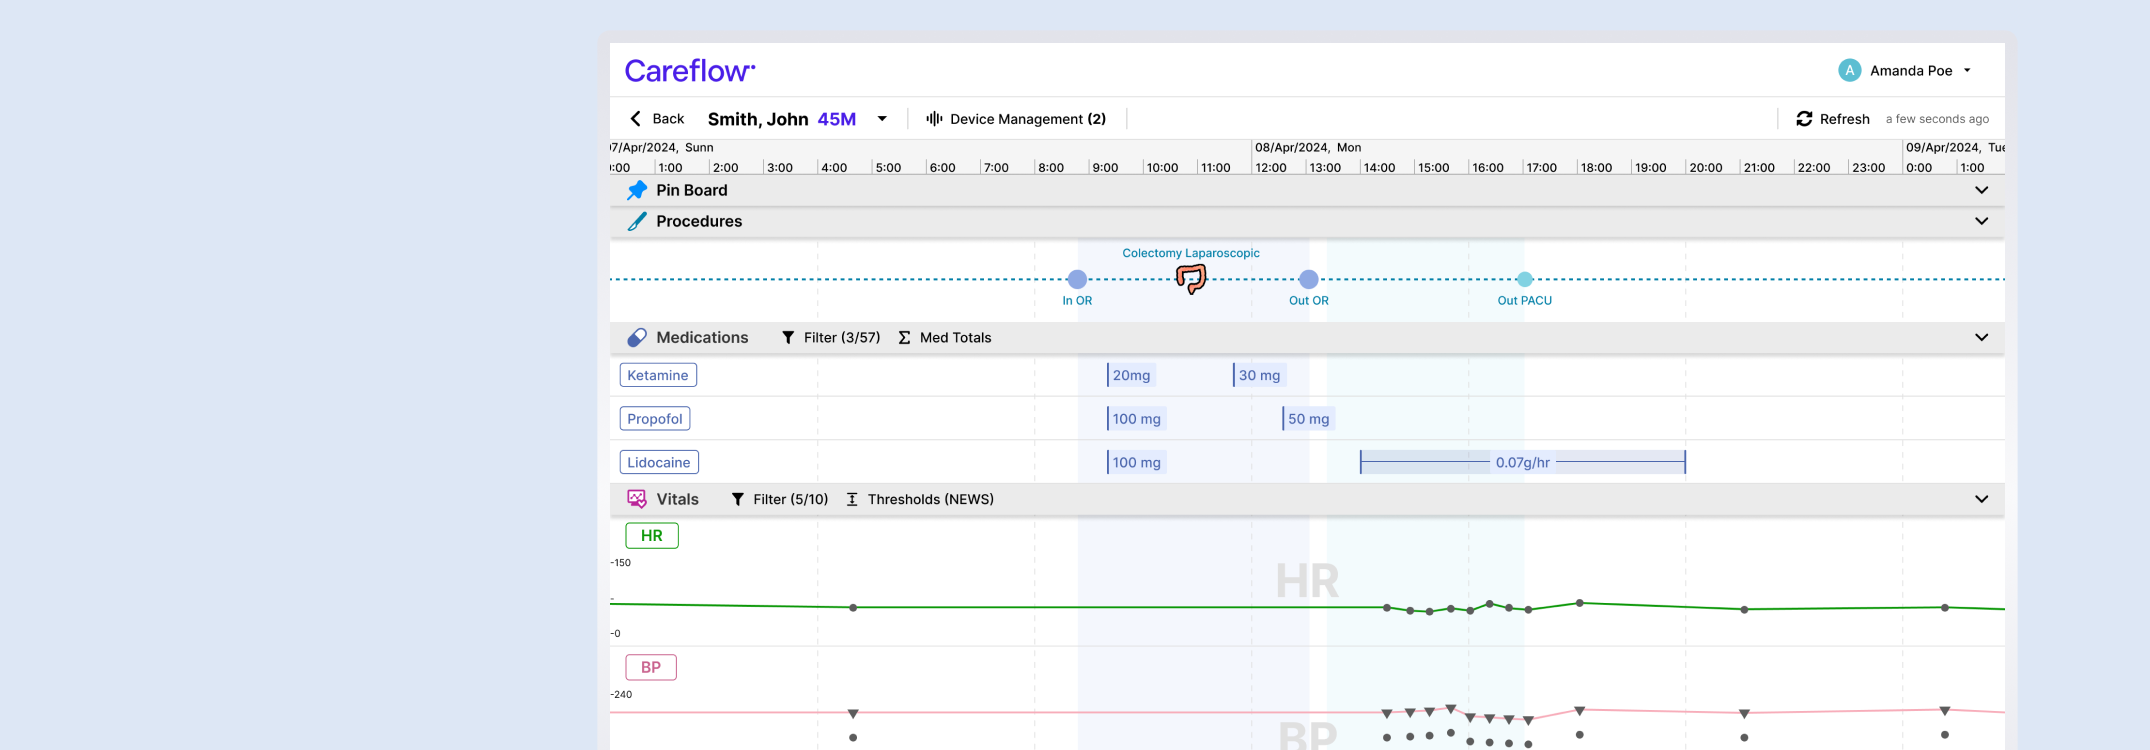 Careflow
A Amanda Poe
Back Smith, John 45M Device Management (2) Refresh a few seconds ago
7/Apr/2024, Sunn 08/Apr/2024, Mon 09/Apr/2024, Tue
:00 1:00 2:00 3:00 4:00 5:00 6:00 7:00 8:00 9:00 10:00 11:00 12:00 13:00 14:00 15:00 16:00 17:00 18:00 19:00 20:00 21:00 22:00 23:00 0:00 1:00
Pin Board
Procedures
Colectomy Laparoscopic
In OR Out OR Out PACU
Medications Filter (3/57) Σ Med Totals
Ketamine 20mg 30 mg
Propofol 100 mg 50 mg
Lidocaine 100 mg 0.07g/hr
Vitals Filter (5/10) Thresholds (NEWS)
HR
-150
HR
-
-0
BP
-240
BP